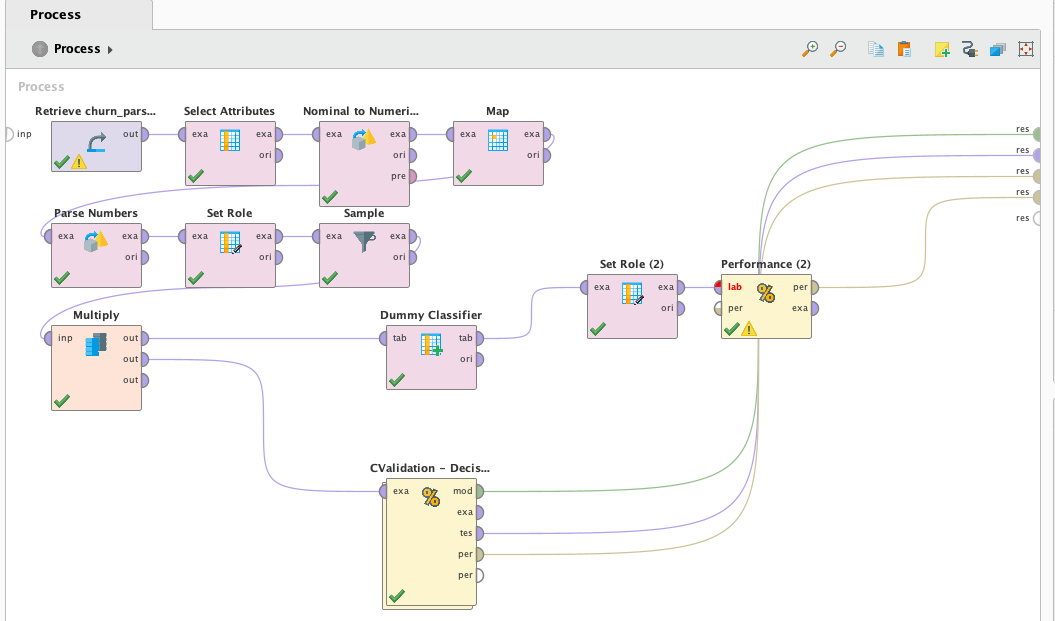 Process
Process
Process
Retrieve churn_pars...
Select Attributes
Nominal to Numeri...
Map
inp
out
exa
exa
ori
exa
exa
ori
pre
exa
exa
ori
res
res
res
res
res
Parse Numbers
Set Role
Sample
exa
exa
ori
exa
exa
ori
exa
exa
ori
Set Role (2)
Performance (2)
exa
exa
ori
lab
per
per
exa
Multiply
Dummy Classifier
inp
out
out
out
tab
tab
ori
CValidation - Decis...
exa
mod
exa
tes
per
per